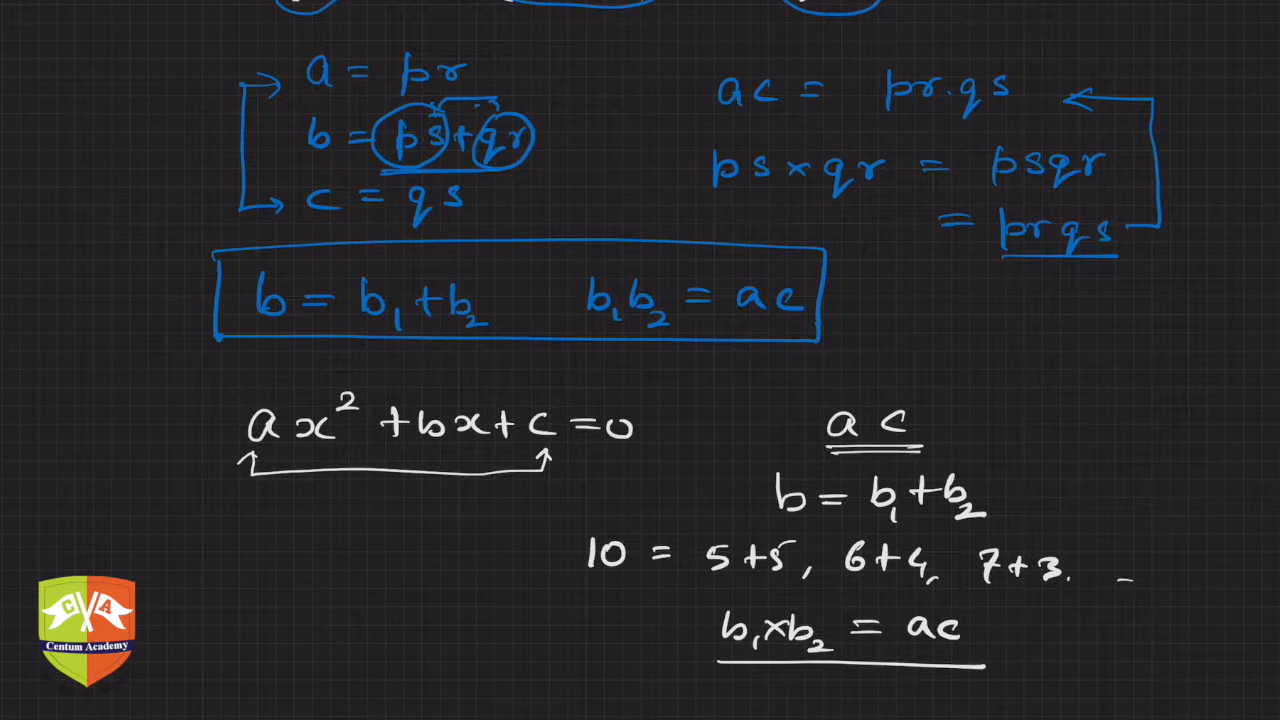 a = pr
b = ps+qr
c = qs
ac = pr.qs
ps × qr = psqr
= prqs
b = b₁+b₂ b₁b₂ = ac
ax² + bx + c = 0
ac
b = b₁+b₂
10 = 5+5, 6+4, 7+3.
b₁×b₂ = ac
C A
Centum Academy